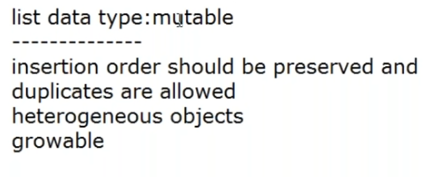 list data type:mutable
--------------
insertion order should be preserved and
duplicates are allowed
heterogeneous objects
growable